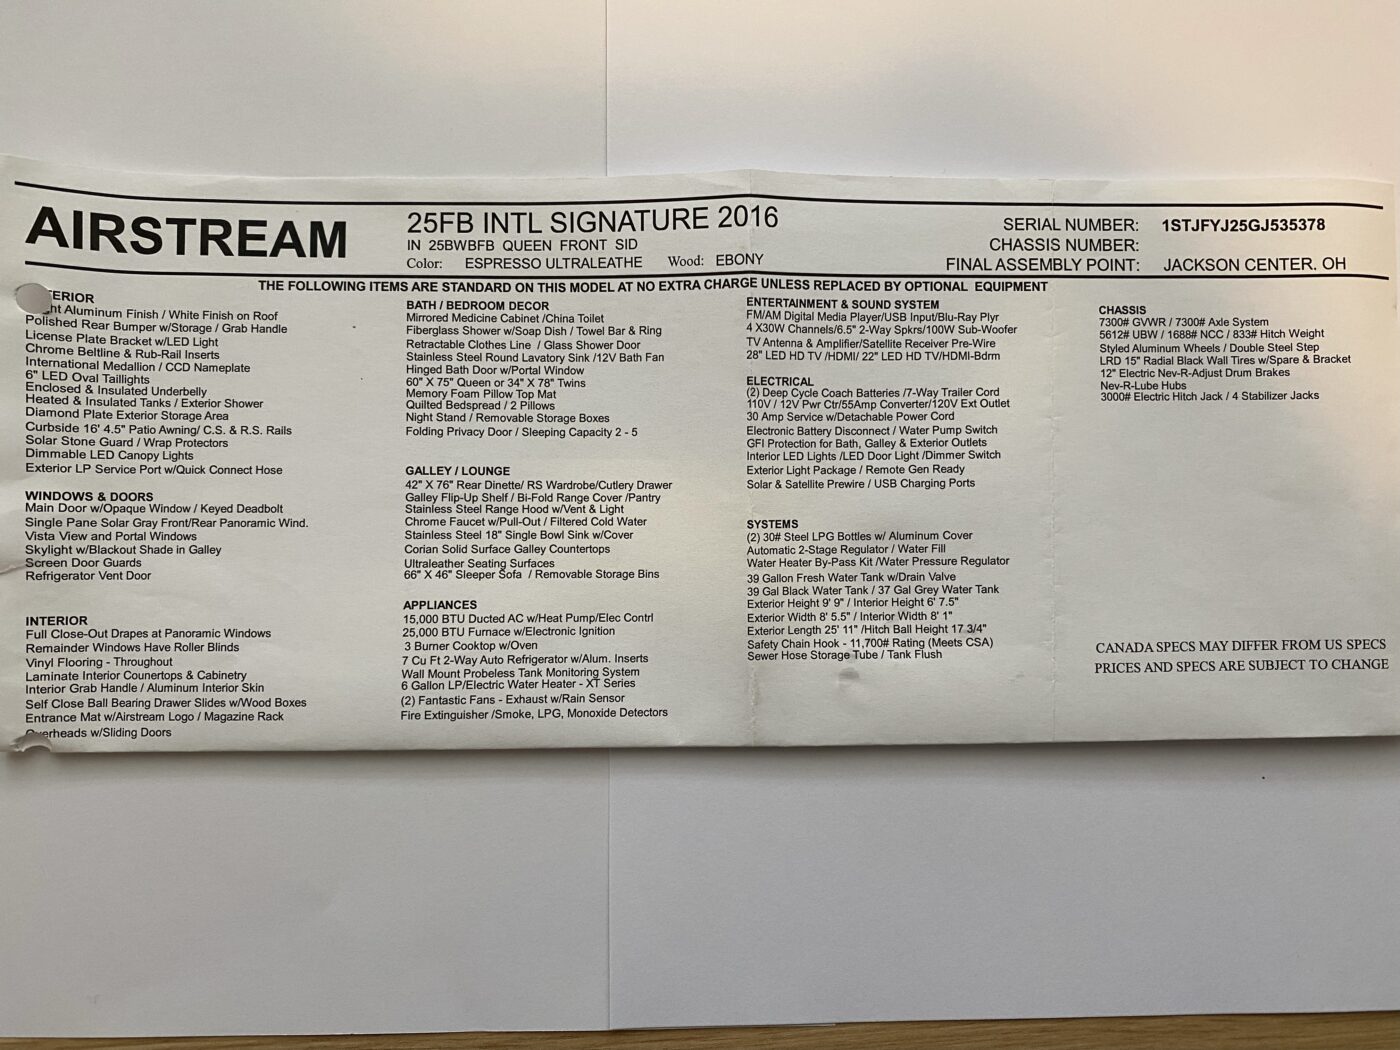 AIRSTREAM
25FB INTL SIGNATURE 2016
IN 25BWBFB QUEEN FRONT SID
Color: ESPRESSO ULTRALEATHE Wood: EBONY
SERIAL NUMBER: 1STJFYJ25GJ535378
CHASSIS NUMBER:
FINAL ASSEMBLY POINT: JACKSON CENTER. OH
THE FOLLOWING ITEMS ARE STANDARD ON THIS MODEL AT NO EXTRA CHARGE UNLESS REPLACED BY OPTIONAL EQUIPMENT
Aluminum Finish / White Finish on Roof
Polished Rear Bumper w/Storage / Grab Handle
License Plate Bracket w/LED Light
Chrome Beltline & Rub-Rail Inserts
International Medallion / CCD Nameplate
6" LED Oval Taillights
Enclosed & Insulated Underbelly
Heated & Insulated Tanks / Exterior Shower
Diamond Plate Exterior Storage Area
Curbside 16' 4.5" Patio Awning/ C.S. & R.S. Rails
Solar Stone Guard / Wrap Protectors
Dimmable LED Canopy Lights
Exterior LP Service Port w/Quick Connect Hose
WINDOWS & DOORS
Main Door w/Opaque Window / Keyed Deadbolt
Single Pane Solar Gray Front/Rear Panoramic Wind.
Vista View and Portal Windows
Skylight w/Blackout Shade in Galley
Screen Door Guards
Refrigerator Vent Door
INTERIOR
Full Close-Out Drapes at Panoramic Windows
Remainder Windows Have Roller Blinds
Vinyl Flooring - Throughout
Laminate Interior Counertops & Cabinetry
Interior Grab Handle / Aluminum Interior Skin
Self Close Ball Bearing Drawer Slides w/Wood Boxes
Entrance Mat w/Airstream Logo / Magazine Rack
Overheads w/Sliding Doors
BATH / BEDROOM DECOR
Mirrored Medicine Cabinet /China Toilet
Fiberglass Shower w/Soap Dish / Towel Bar & Ring
Retractable Clothes Line / Glass Shower Door
Stainless Steel Round Lavatory Sink /12V Bath Fan
Hinged Bath Door w/Portal Window
60" X 75" Queen or 34" X 78" Twins
Memory Foam Pillow Top Mat
Quilted Bedspread / 2 Pillows
Night Stand / Removable Storage Boxes
Folding Privacy Door / Sleeping Capacity 2 - 5
GALLEY / LOUNGE
42" X 76" Rear Dinette/ RS Wardrobe/Cutlery Drawer
Galley Flip-Up Shelf / Bi-Fold Range Cover /Pantry
Stainless Steel Range Hood w/Vent & Light
Chrome Faucet w/Pull-Out / Filtered Cold Water
Stainless Steel 18" Single Bowl Sink w/Cover
Corian Solid Surface Galley Countertops
Ultraleather Seating Surfaces
66" X 46" Sleeper Sofa / Removable Storage Bins
APPLIANCES
15,000 BTU Ducted AC w/Heat Pump/Elec Contrl
25,000 BTU Furnace w/Electronic Ignition
3 Burner Cooktop w/Oven
7 Cu Ft 2-Way Auto Refrigerator w/Alum. Inserts
Wall Mount Probeless Tank Monitoring System
6 Gallon LP/Electric Water Heater - XT Series
(2) Fantastic Fans - Exhaust w/Rain Sensor
Fire Extinguisher /Smoke, LPG, Monoxide Detectors
ENTERTAINMENT & SOUND SYSTEM
FM/AM Digital Media Player/USB Input/Blu-Ray Plyr
4 X30W Channels/6.5" 2-Way Spkrs/100W Sub-Woofer
TV Antenna & Amplifier/Satellite Receiver Pre-Wire
28" LED HD TV /HDMI/ 22" LED HD TV/HDMI-Bdrm
ELECTRICAL
(2) Deep Cycle Coach Batteries /7-Way Trailer Cord
110V / 12V Pwr Ctr/55Amp Converter/120V Ext Outlet
30 Amp Service w/Detachable Power Cord
Electronic Battery Disconnect / Water Pump Switch
GFI Protection for Bath, Galley & Exterior Outlets
Interior LED Lights /LED Door Light /Dimmer Switch
Exterior Light Package / Remote Gen Ready
Solar & Satellite Prewire / USB Charging Ports
SYSTEMS
(2) 30# Steel LPG Bottles w/ Aluminum Cover
Automatic 2-Stage Regulator / Water Fill
Water Heater By-Pass Kit /Water Pressure Regulator
39 Gallon Fresh Water Tank w/Drain Valve
39 Gal Black Water Tank / 37 Gal Grey Water Tank
Exterior Height 9' 9" / Interior Height 6' 7.5"
Exterior Width 8' 5.5" / Interior Width 8' 1"
Exterior Length 25' 11" /Hitch Ball Height 17 3/4"
Safety Chain Hook - 11,700# Rating (Meets CSA)
Sewer Hose Storage Tube / Tank Flush
CHASSIS
7300# GVWR / 7300# Axle System
5612# UBW / 1688# NCC / 833# Hitch Weight
Styled Aluminum Wheels / Double Steel Step
LRD 15" Radial Black Wall Tires w/Spare & Bracket
12" Electric Nev-R-Adjust Drum Brakes
Nev-R-Lube Hubs
3000# Electric Hitch Jack / 4 Stabilizer Jacks
CANADA SPECS MAY DIFFER FROM US SPECS
PRICES AND SPECS ARE SUBJECT TO CHANGE